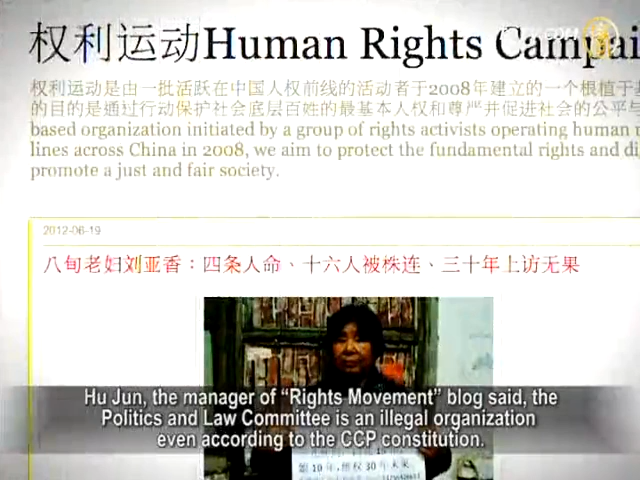 权利运动Human Rights Campai
权利运动是由一批活跃在中国人权前线的活动者于2008年建立的一个根植于
的目的是通过行动保护社会底层百姓的最基本人权和尊严并促进社会的公平与
based organization initiated by a group of rights activists operating human
lines across China in 2008, we aim to protect the fundamental rights and di
promote a just and fair society.
2012-06-19
八旬老妇刘亚香：四条人命、十六人被株连、三十年上访无果
Hu Jun, the manager of “Rights Movement” blog said, the
Politics and Law Committee is an illegal organization
even according to the CCP constitution.